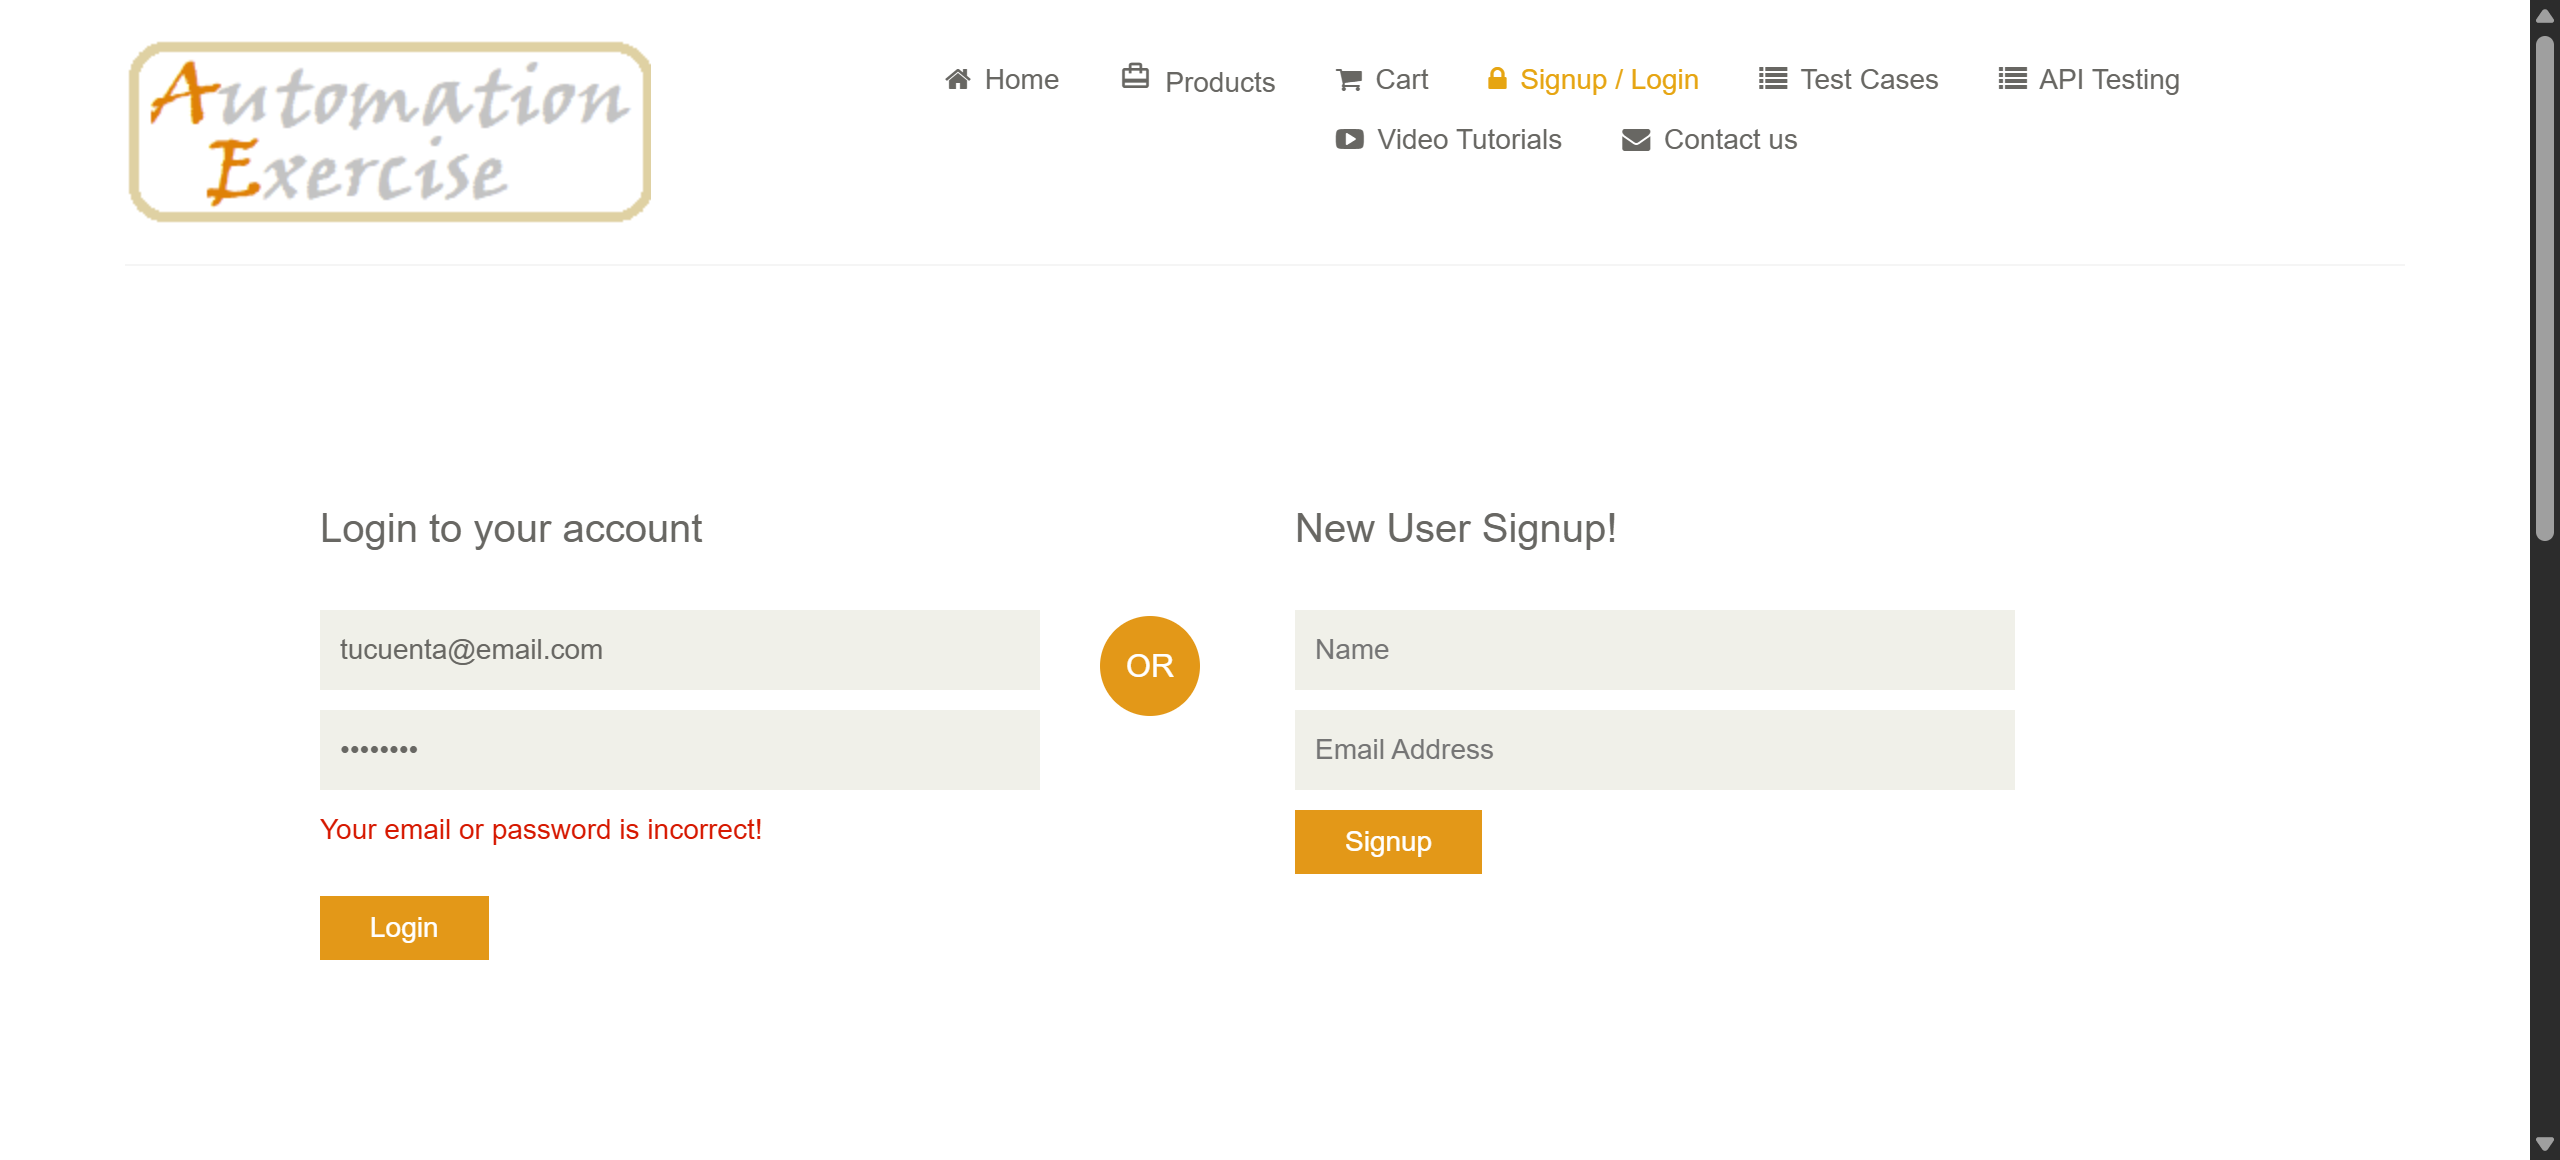 Automation
Exercise
Home
Products
Cart
Signup / Login
Test Cases
API Testing
Video Tutorials
Contact us
Login to your account
tucuenta@email.com
••••••••
Your email or password is incorrect!
Login
OR
New User Signup!
Name
Email Address
Signup